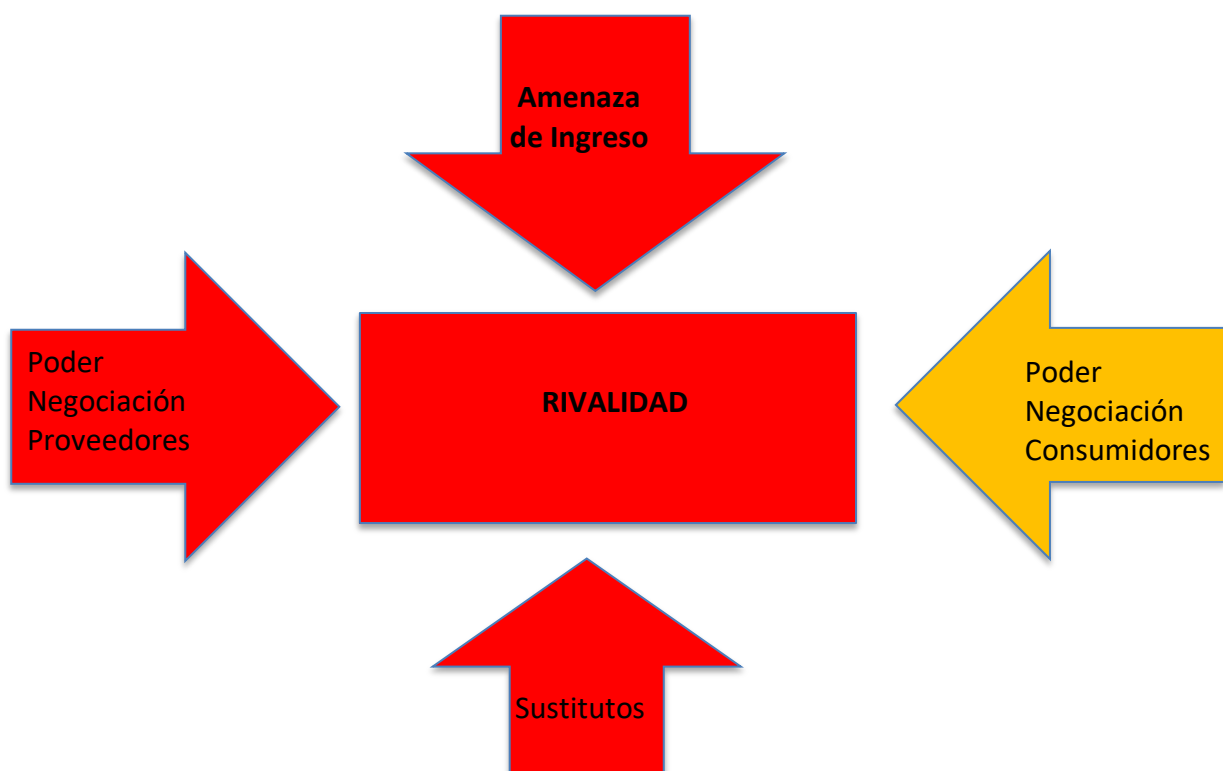 Amenaza
de Ingreso
Poder
Negociación
Proveedores
RIVALIDAD
Poder
Negociación
Consumidores
Sustitutos